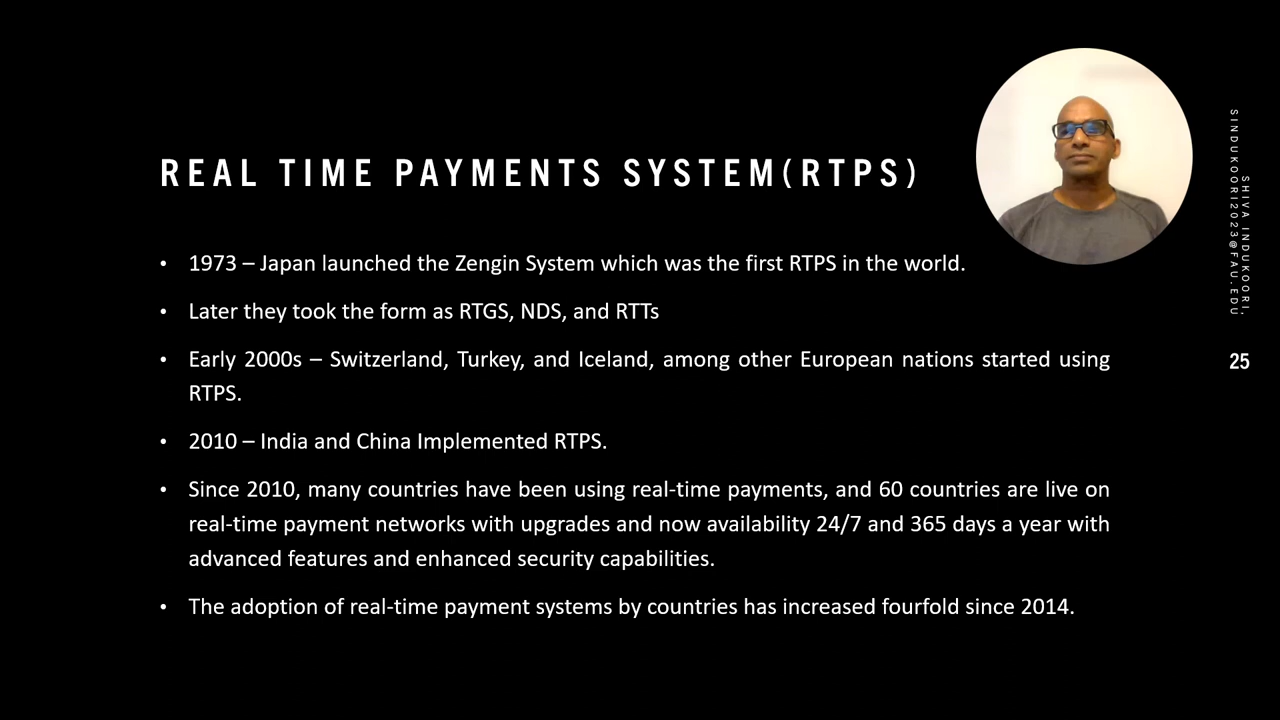 REAL TIME PAYMENTS SYSTEM(RTPS)
• 1973 – Japan launched the Zengin System which was the first RTPS in the world.
• Later they took the form as RTGS, NDS, and RTTs
• Early 2000s – Switzerland, Turkey, and Iceland, among other European nations started using
RTPS.
• 2010 – India and China Implemented RTPS.
• Since 2010, many countries have been using real-time payments, and 60 countries are live on
real-time payment networks with upgrades and now availability 24/7 and 365 days a year with
advanced features and enhanced security capabilities.
• The adoption of real-time payment systems by countries has increased fourfold since 2014.
SHIVA INDUKOORI,
SINDUKOORI2023@FAU.EDU
25